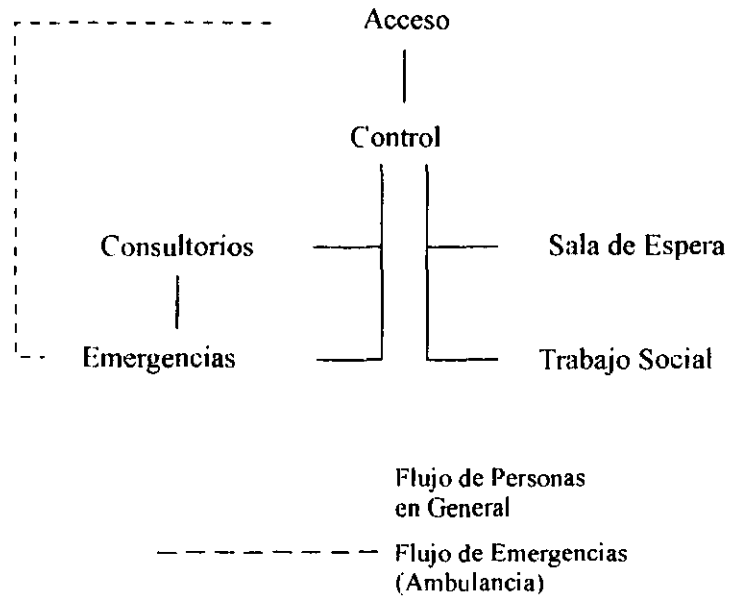 Acceso
Control
Consultorios
Sala de Espera
Emergencias
Trabajo Social
Flujo de Personas
en General
Flujo de Emergencias
(Ambulancia)